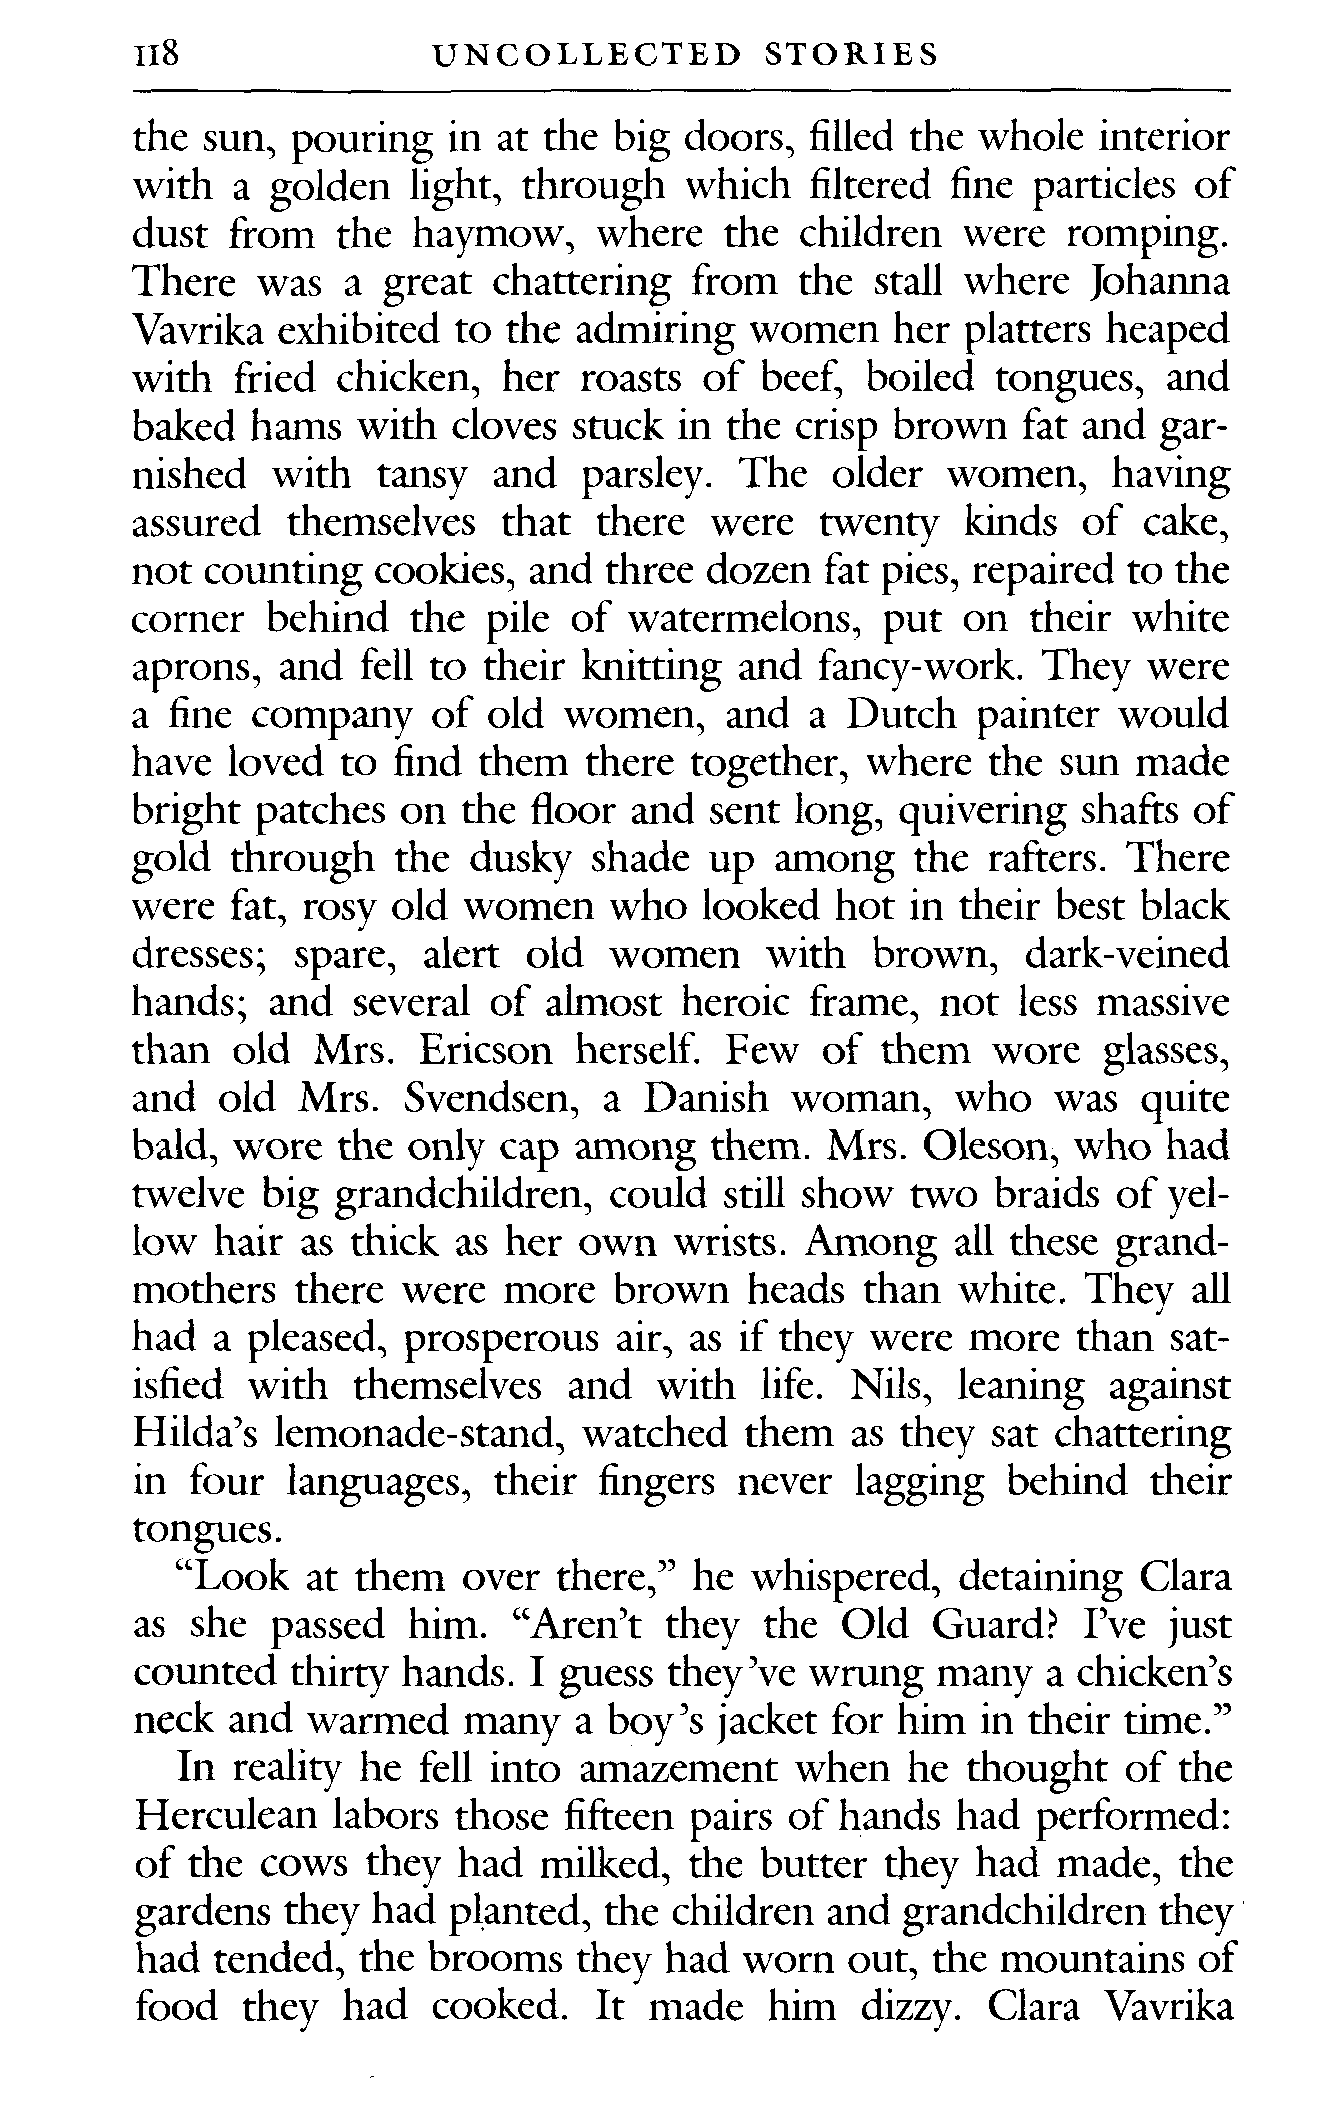 118 UNCOLLECTED STORIES
the sun, pouring in at the big doors, filled the whole interior
with a golden light, through which filtered fine particles of
dust from the haymow, where the children were romping.
There was a great chattering from the stall where Johanna
Vavrika exhibited to the admiring women her platters heaped
with fried chicken, her roasts of beef, boiled tongues, and
baked hams with cloves stuck in the crisp brown fat and gar-
nished with tansy and parsley. The older women, having
assured themselves that there were twenty kinds of cake,
not counting cookies, and three dozen fat pies, repaired to the
corner behind the pile of watermelons, put on their white
aprons, and fell to their knitting and fancy-work. They were
a fine company of old women, and a Dutch painter would
have loved to find them there together, where the sun made
bright patches on the floor and sent long, quivering shafts of
gold through the dusky shade up among the rafters. There
were fat, rosy old women who looked hot in their best black
dresses; spare, alert old women with brown, dark-veined
hands; and several of almost heroic frame, not less massive
than old Mrs. Ericson herself. Few of them wore glasses,
and old Mrs. Svendsen, a Danish woman, who was quite
bald, wore the only cap among them. Mrs. Oleson, who had
twelve big grandchildren, could still show two braids of yel-
low hair as thick as her own wrists. Among all these grand-
mothers there were more brown heads than white. They all
had a pleased, prosperous air, as if they were more than sat-
isfied with themselves and with life. Nils, leaning against
Hilda’s lemonade-stand, watched them as they sat chattering
in four languages, their fingers never lagging behind their
tongues.
“Look at them over there,” he whispered, detaining Clara
as she passed him. “Aren’t they the Old Guard? I’ve just
counted thirty hands. I guess they’ve wrung many a chicken’s
neck and warmed many a boy’s jacket for him in their time.”
In reality he fell into amazement when he thought of the
Herculean labors those fifteen pairs of hands had performed:
of the cows they had milked, the butter they had made, the
gardens they had planted, the children and grandchildren they
had tended, the brooms they had worn out, the mountains of
food they had cooked. It made him dizzy. Clara Vavrika